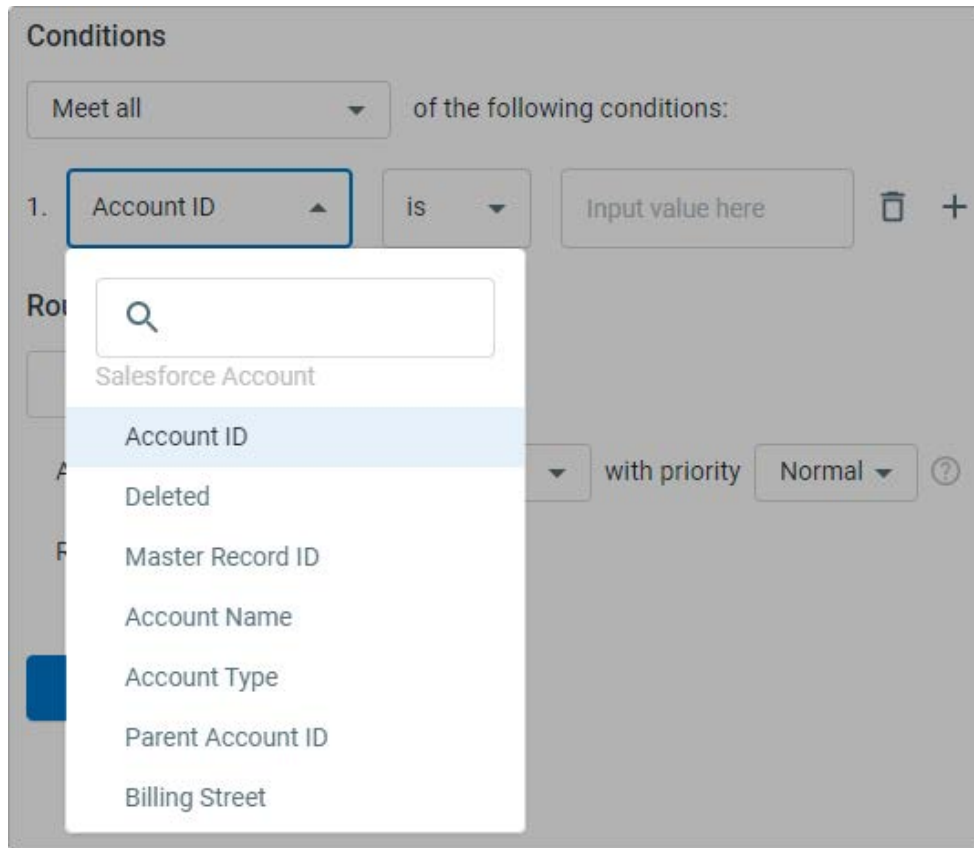 Conditions
Meet all of the following conditions:
1. Account ID is Input value here
Salesforce Account
Account ID
Deleted
with priority Normal
Master Record ID
Account Name
Account Type
Parent Account ID
Billing Street